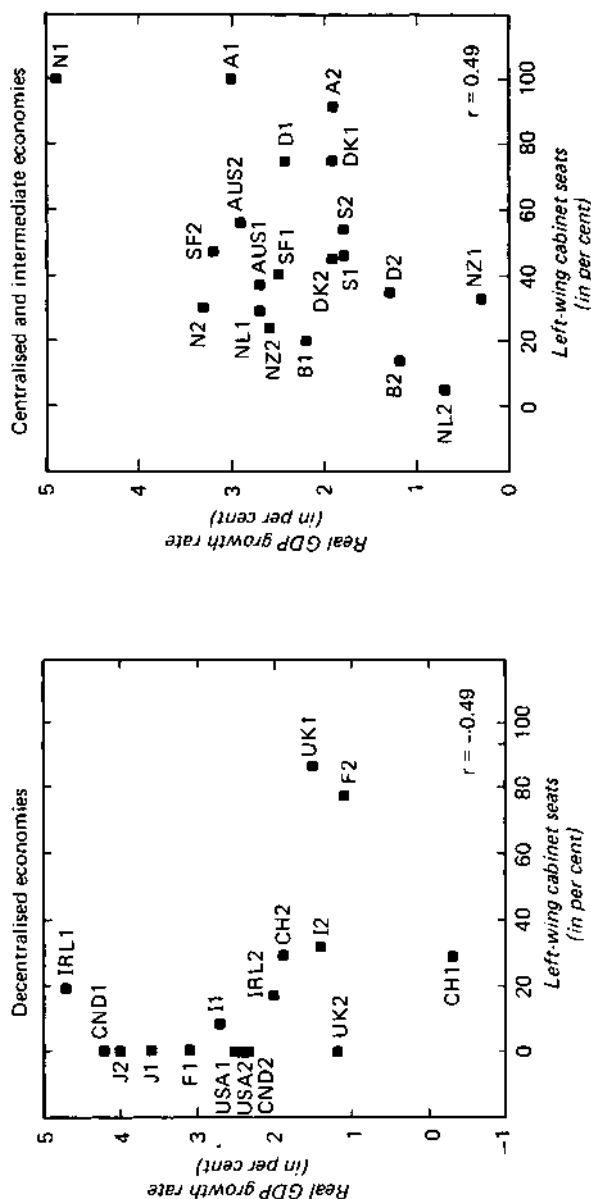 Decentralised economies
Real GDP growth rate
(in per cent)
5
4
3
2
1
0
-1
IRL1
CND1
J2
J1
F1
I1
USA1
USA2
CND2
IRL2
CH2
I2
UK2
UK1
F2
CH1
r = -0.49
0
20
40
60
80
100
Left-wing cabinet seats
(in per cent)
Centralised and intermediate economies
Real GDP growth rate
(in per cent)
5
4
3
2
1
0
N1
N2
SF2
A1
AUS2
AUS1
NL1
NZ2
SF1
D1
B1
DK2
S1
S2
DK1
A2
D2
B2
NL2
NZ1
r = 0.49
0
20
40
60
80
100
Left-wing cabinet seats
(in per cent)